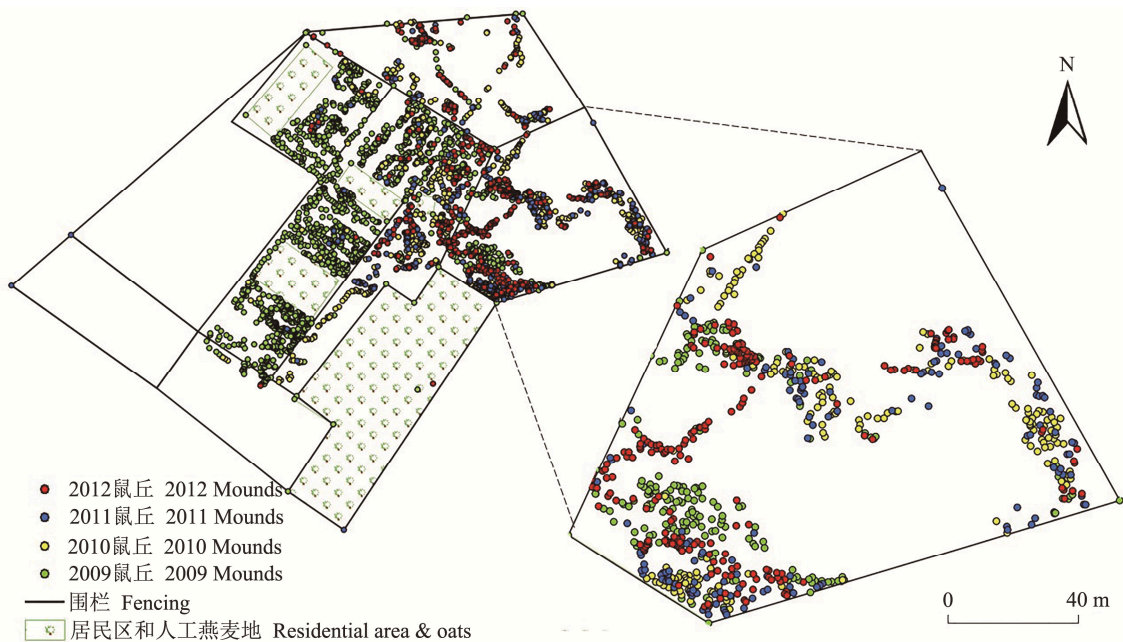 N
2012鼠丘 2012 Mounds
2011鼠丘 2011 Mounds
2010鼠丘 2010 Mounds
2009鼠丘 2009 Mounds
围栏 Fencing
居民区和人工燕麦地 Residential area & oats
0 40 m